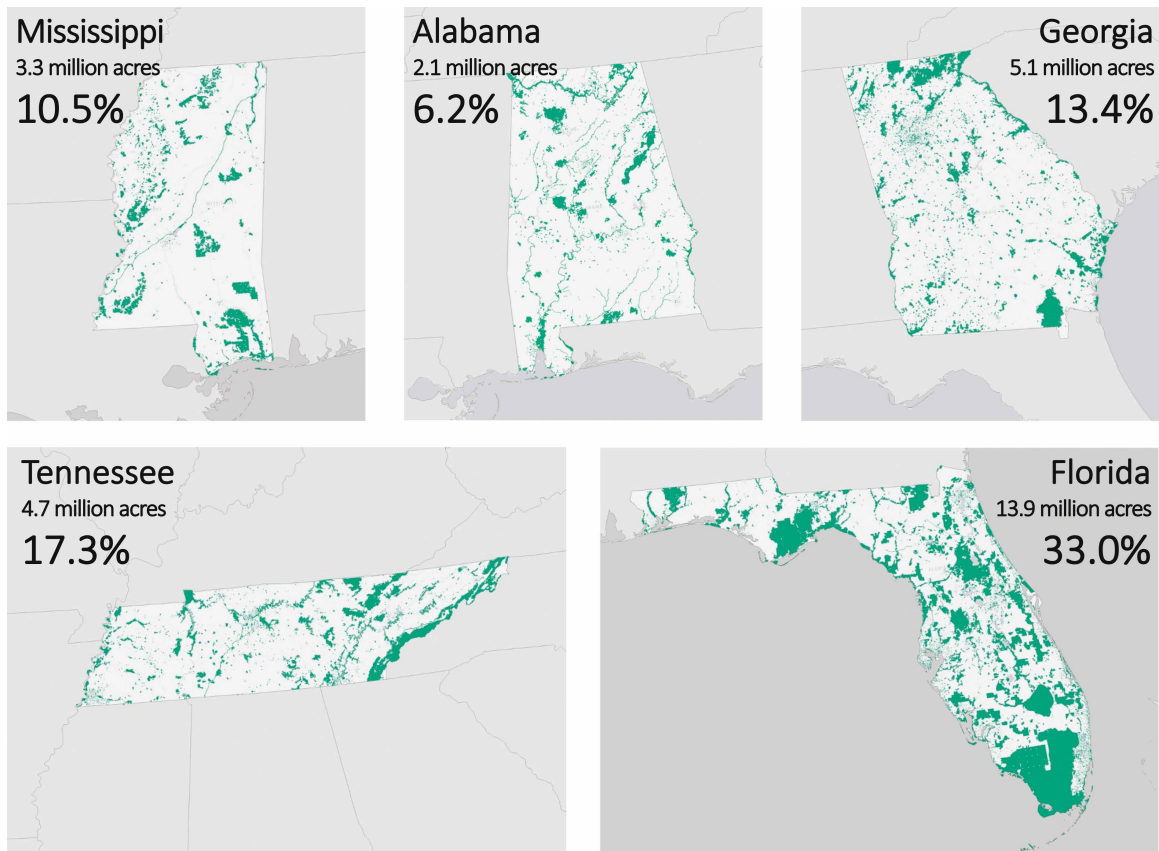 Mississippi
3.3 million acres
10.5%
Alabama
2.1 million acres
6.2%
Georgia
5.1 million acres
13.4%
Tennessee
4.7 million acres
17.3%
Florida
13.9 million acres
33.0%